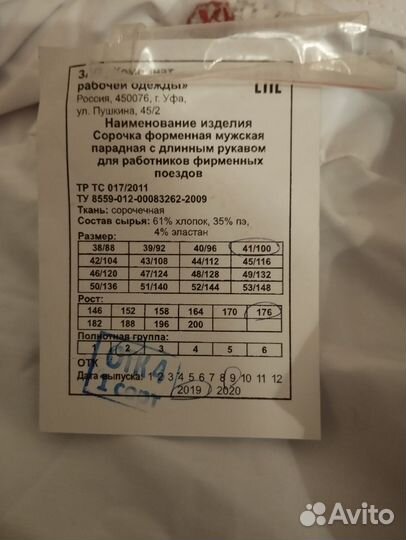 рабочей одежды»
ЕАС
Россия, 450076, г. Уфа,
ул. Пушкина, 45/2
Наименование изделия
Сорочка форменная мужская
парадная с длинным рукавом
для работников фирменных
поездов
ТР ТС 017/2011
ТУ 8559-012-00083262-2009
Ткань: сорочечная
Состав сырья: 61% хлопок, 35% пэ,
4% эластан
Размер:
38/88 39/92 40/96 41/100
42/104 43/108 44/112 45/116
46/120 47/124 48/128 49/132
50/136 51/140 52/144 53/148
Рост:
146 152 158 164 170 176
182 188 196 200
Полнотная группа:
1 2 3 4 5 6
ОТК
Дата выпуска: 1 2 3 4 5 6 7 8 9 10 11 12
2019 2020
1 сорт
Avito